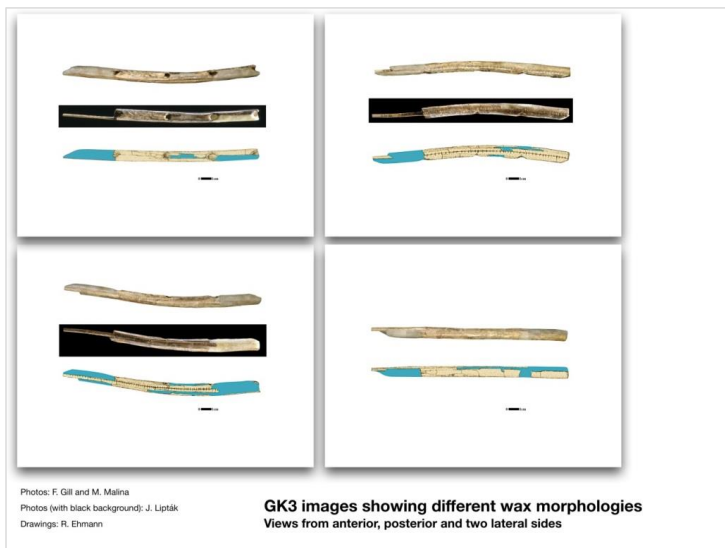 Photos: F. Gill and M. Malina
Photos (with black background): J. Lipták
Drawings: R. Ehmann
GK3 images showing different wax morphologies
Views from anterior, posterior and two lateral sides